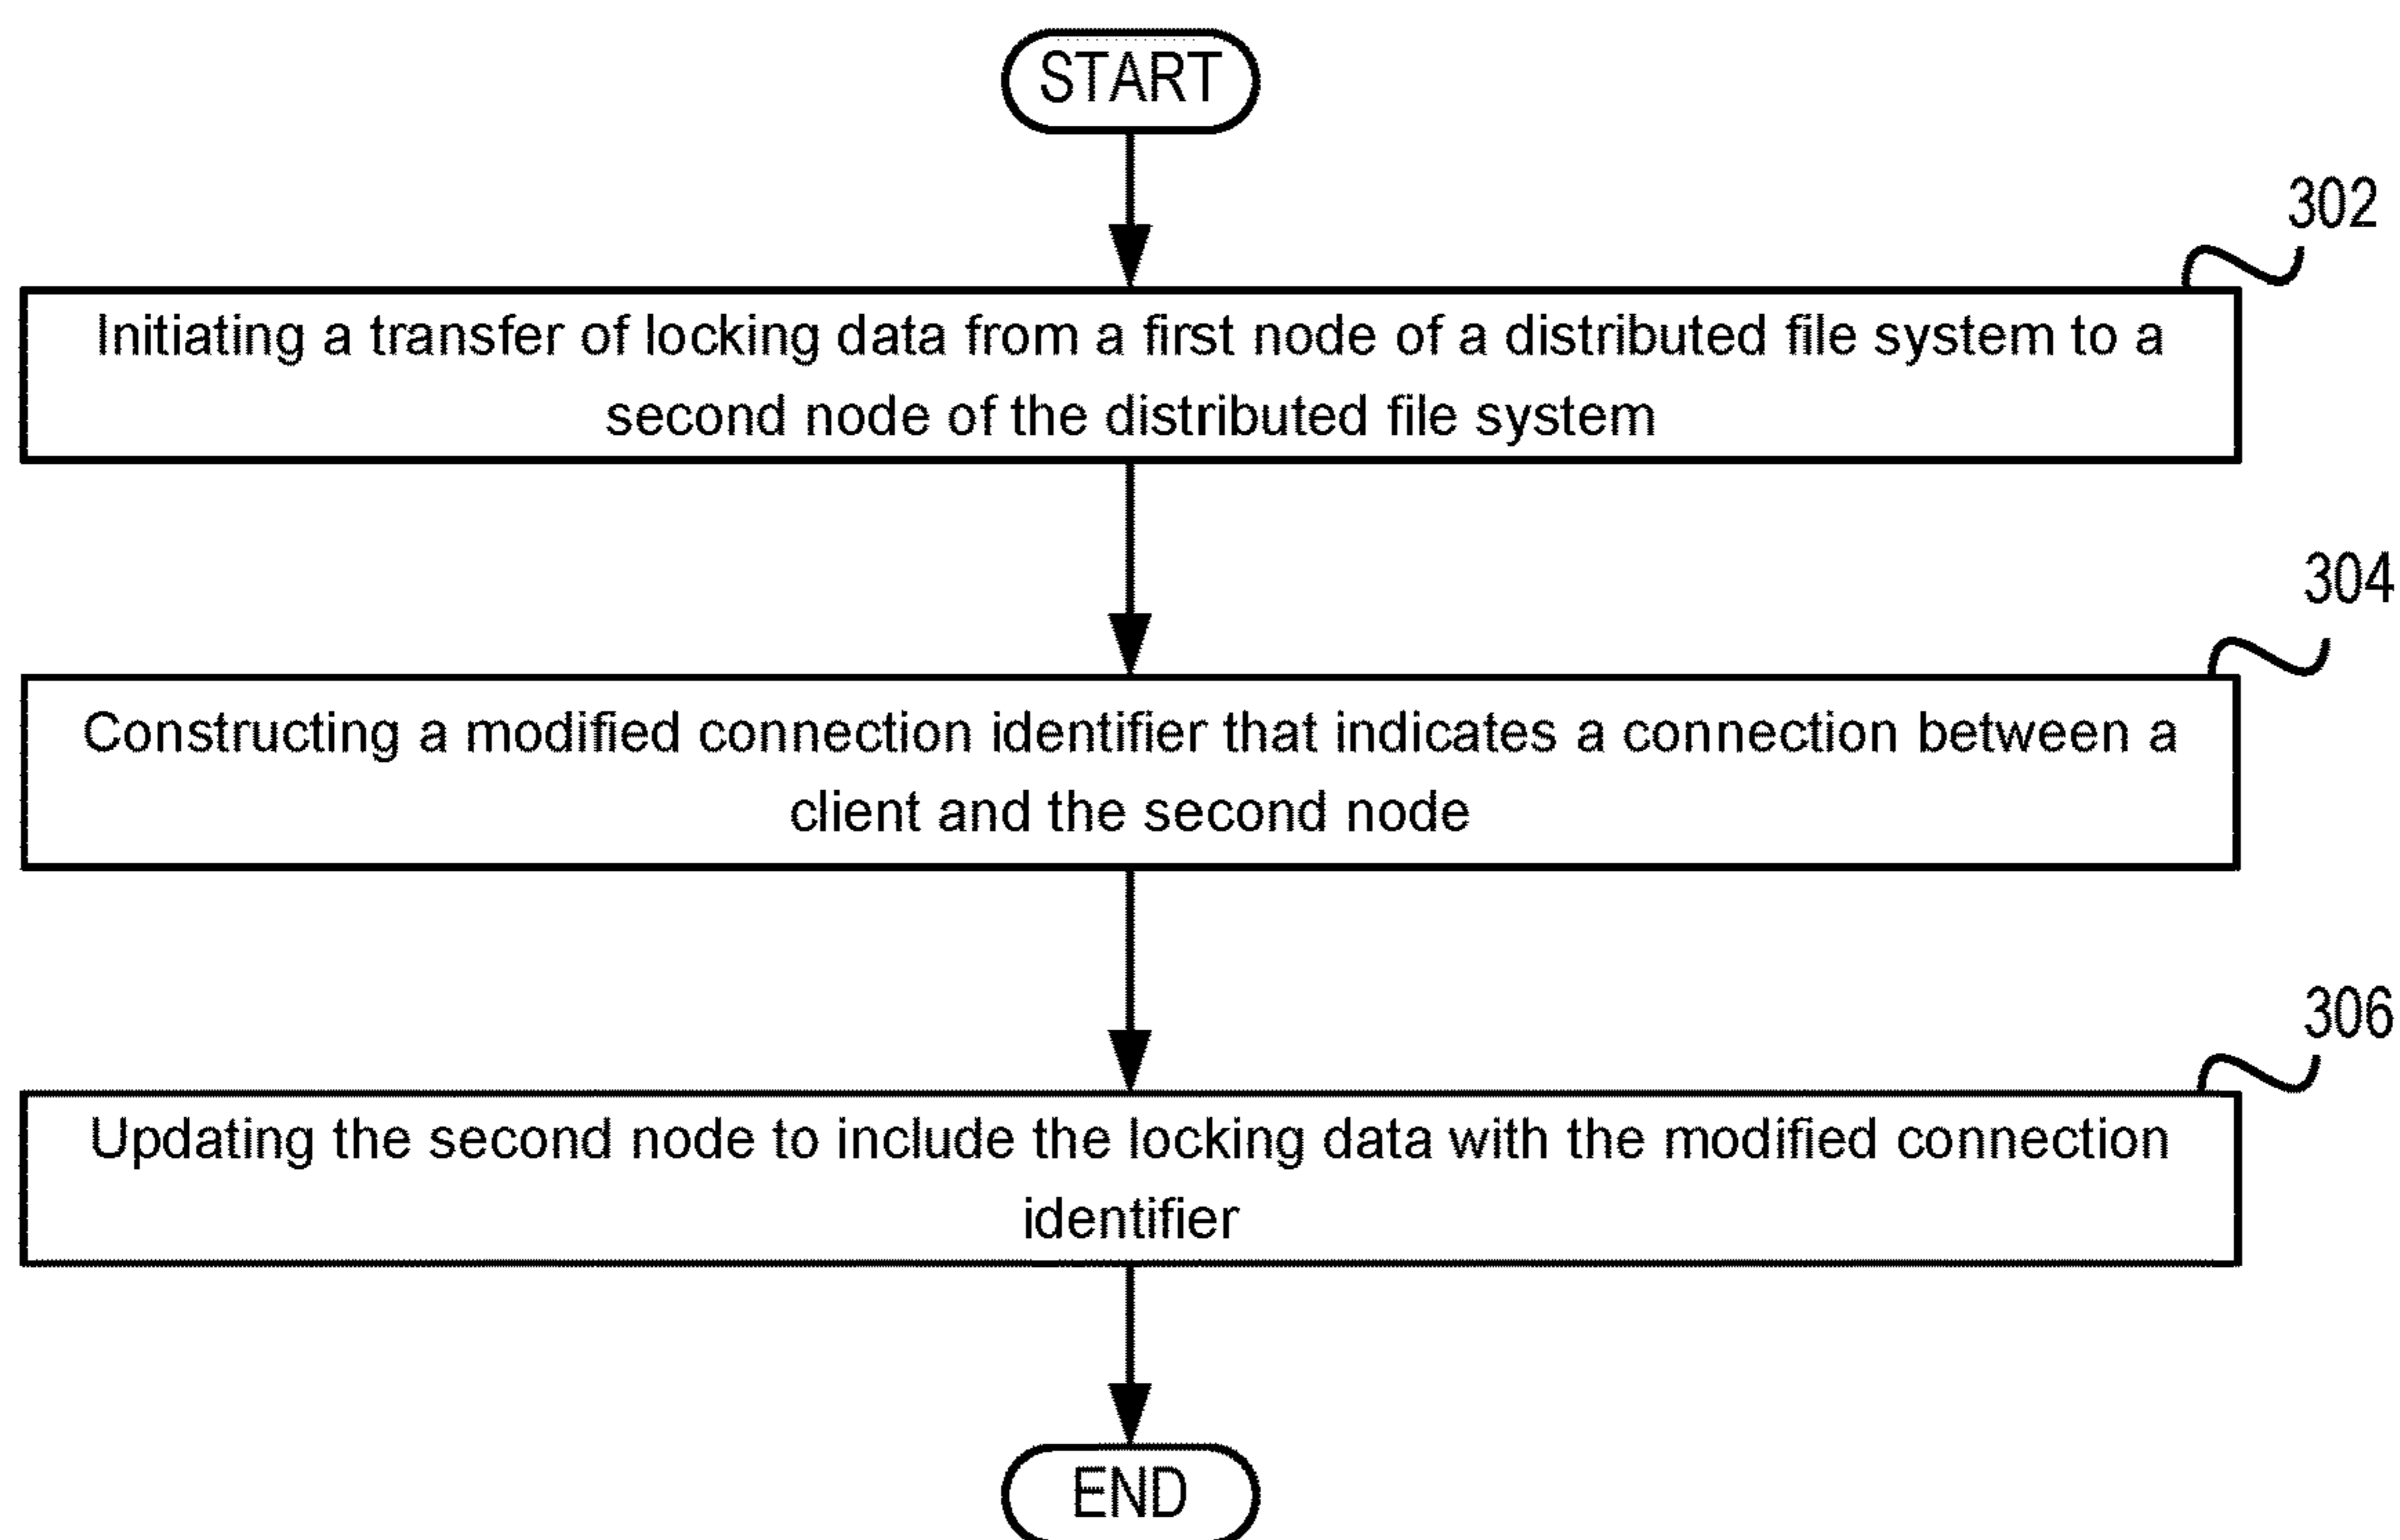 START
302
Initiating a transfer of locking data from a first node of a distributed file system to a
second node of the distributed file system
304
Constructing a modified connection identifier that indicates a connection between a
client and the second node
306
Updating the second node to include the locking data with the modified connection
identifier
END